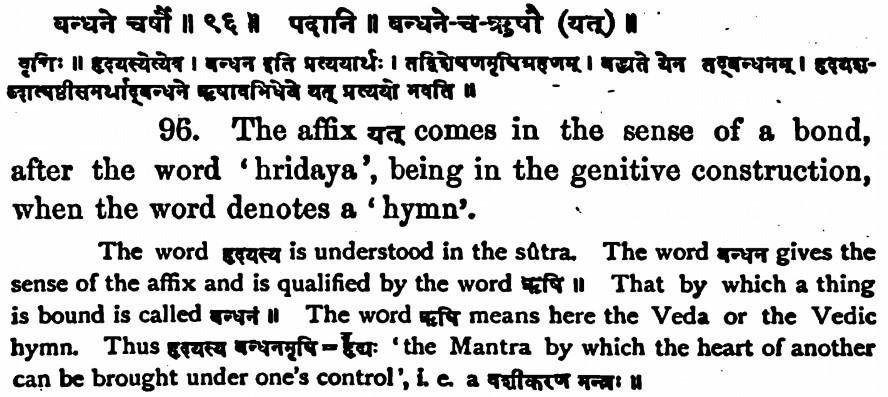 बन्धने चर्षौ ॥ ९६ ॥ पदानि ॥ बन्धने-च-ऋषौ (यत्) ॥
वृत्तिः ॥ हृदयस्येत्येव । बन्धन इति प्रत्ययार्थः । तद्विशेषणमृषिग्रहणम् । बद्ध्यते येन तद्बन्धनम् । हृदयश-
ब्दात्षष्ठीसमर्थाद्बन्धने ऋषावभिधेये यत् प्रत्ययो भवति ॥
96. The affix यत् comes in the sense of a bond,
after the word ‘hridaya’, being in the genitive construction,
when the word denotes a ‘hymn’.
The word हृदयस्य is understood in the sûtra. The word बन्धन gives the
sense of the affix and is qualified by the word ऋषि ॥ That by which a thing
is bound is called बन्धनं ॥ The word ऋषि means here the Veda or the Vedic
hymn. Thus हृदयस्य बन्धनमृषि = हृद्यः ‘the Mantra by which the heart of another
can be brought under one's control’, i. e. a वशीकरण मन्त्रः ॥